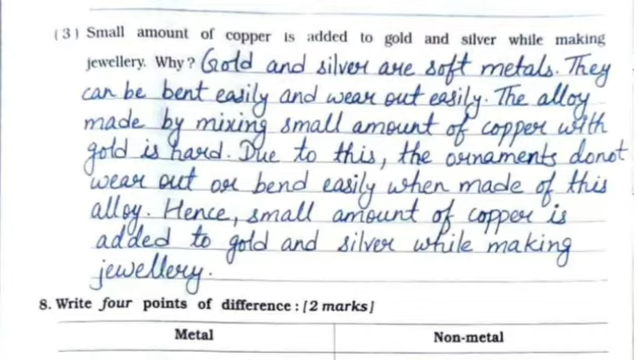 (3) Small amount of copper is added to gold and silver while making
jewellery. Why? Gold and silver are soft metals. They
can be bent easily and wear out easily. The alloy
made by mixing small amount of copper with
gold is hard. Due to this, the ornaments donot
wear out or bend easily when made of this
alloy. Hence, small amount of copper is
added to gold and silver while making
jewellery.
8. Write four points of difference : [2 marks]
Metal Non-metal